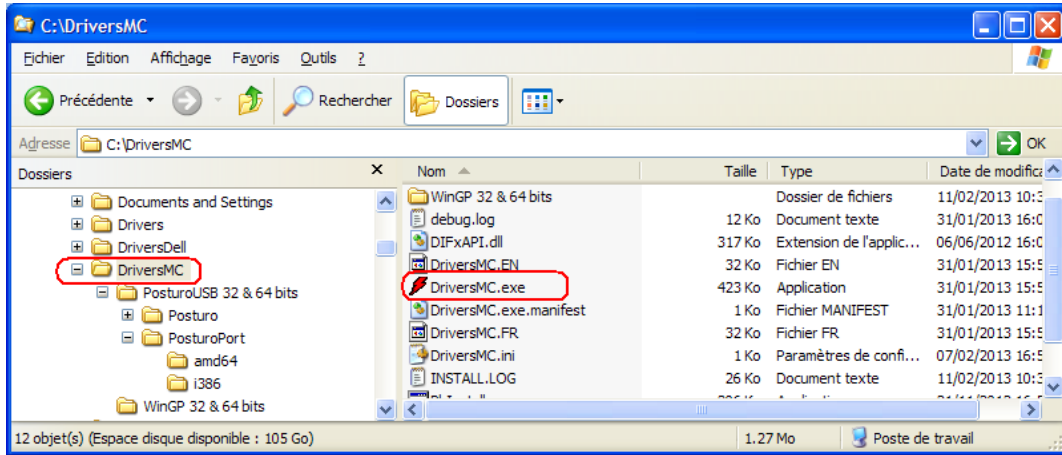 C:\DriversMC
Fichier Edition Affichage Favoris Outils ?
Précédente Rechercher Dossiers
Adresse C:\DriversMC OK
Dossiers
Documents and Settings
Drivers
DriversDell
DriversMC
PosturoUSB 32 & 64 bits
Posturo
PosturoPort
amd64
i386
WinGP 32 & 64 bits
Nom Taille Type Date de modifica
WinGP 32 & 64 bits Dossier de fichiers 11/02/2013 10:3
debug.log 12 Ko Document texte 31/01/2013 16:0
DIFxAPI.dll 317 Ko Extension de l'applic... 06/06/2012 16:0
DriversMC.EN 32 Ko Fichier EN 31/01/2013 15:5
DriversMC.exe 423 Ko Application 31/01/2013 15:5
DriversMC.exe.manifest 1 Ko Fichier MANIFEST 31/01/2013 11:1
DriversMC.FR 32 Ko Fichier FR 31/01/2013 15:5
DriversMC.ini 1 Ko Paramètres de confi... 07/02/2013 16:5
INSTALL.LOG 26 Ko Document texte 11/02/2013 10:3
12 objet(s) (Espace disque disponible : 105 Go) 1.27 Mo Poste de travail